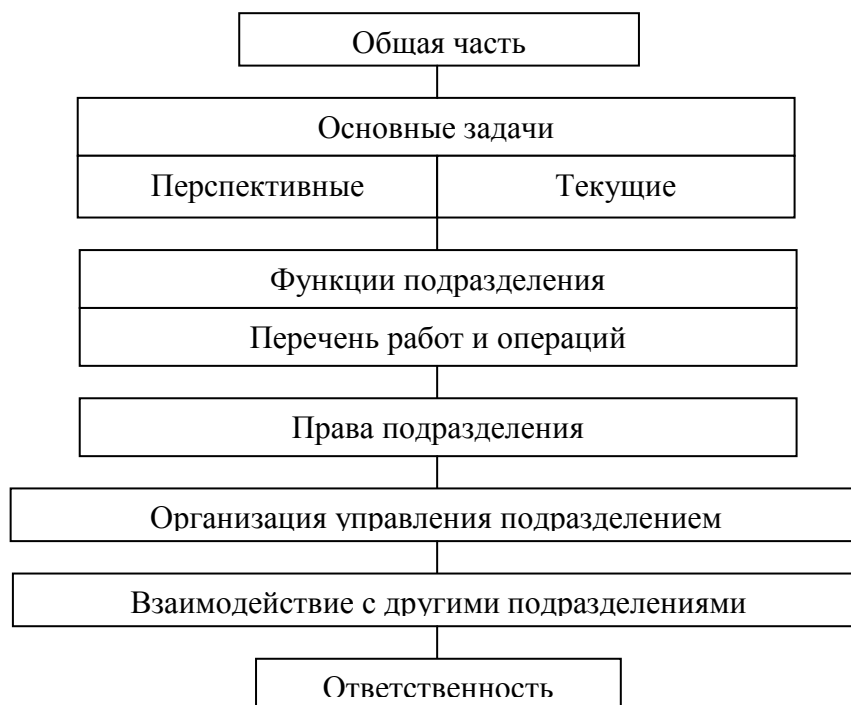 Общая часть
Основные задачи
Перспективные Текущие
Функции подразделения
Перечень работ и операций
Права подразделения
Организация управления подразделением
Взаимодействие с другими подразделениями
Ответственность